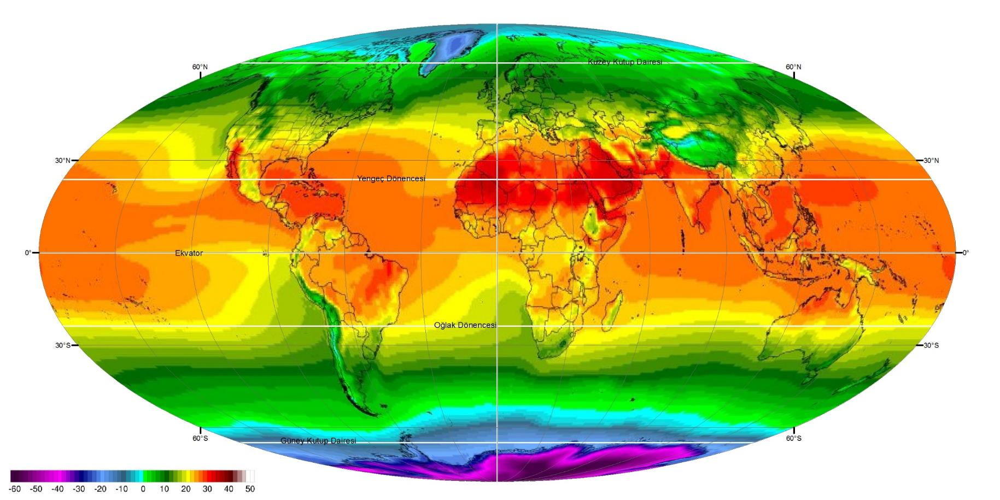 Kuzey Kutup Dairesi
60°N
60°N
30°N
30°N
Yengeç Dönencesi
0°
Ekvator
0°
Oğlak Dönencesi
30°S
30°S
60°S
Güney Kutup Dairesi
60°S
-60 -50 -40 -30 -20 -10 0 10 20 30 40 50